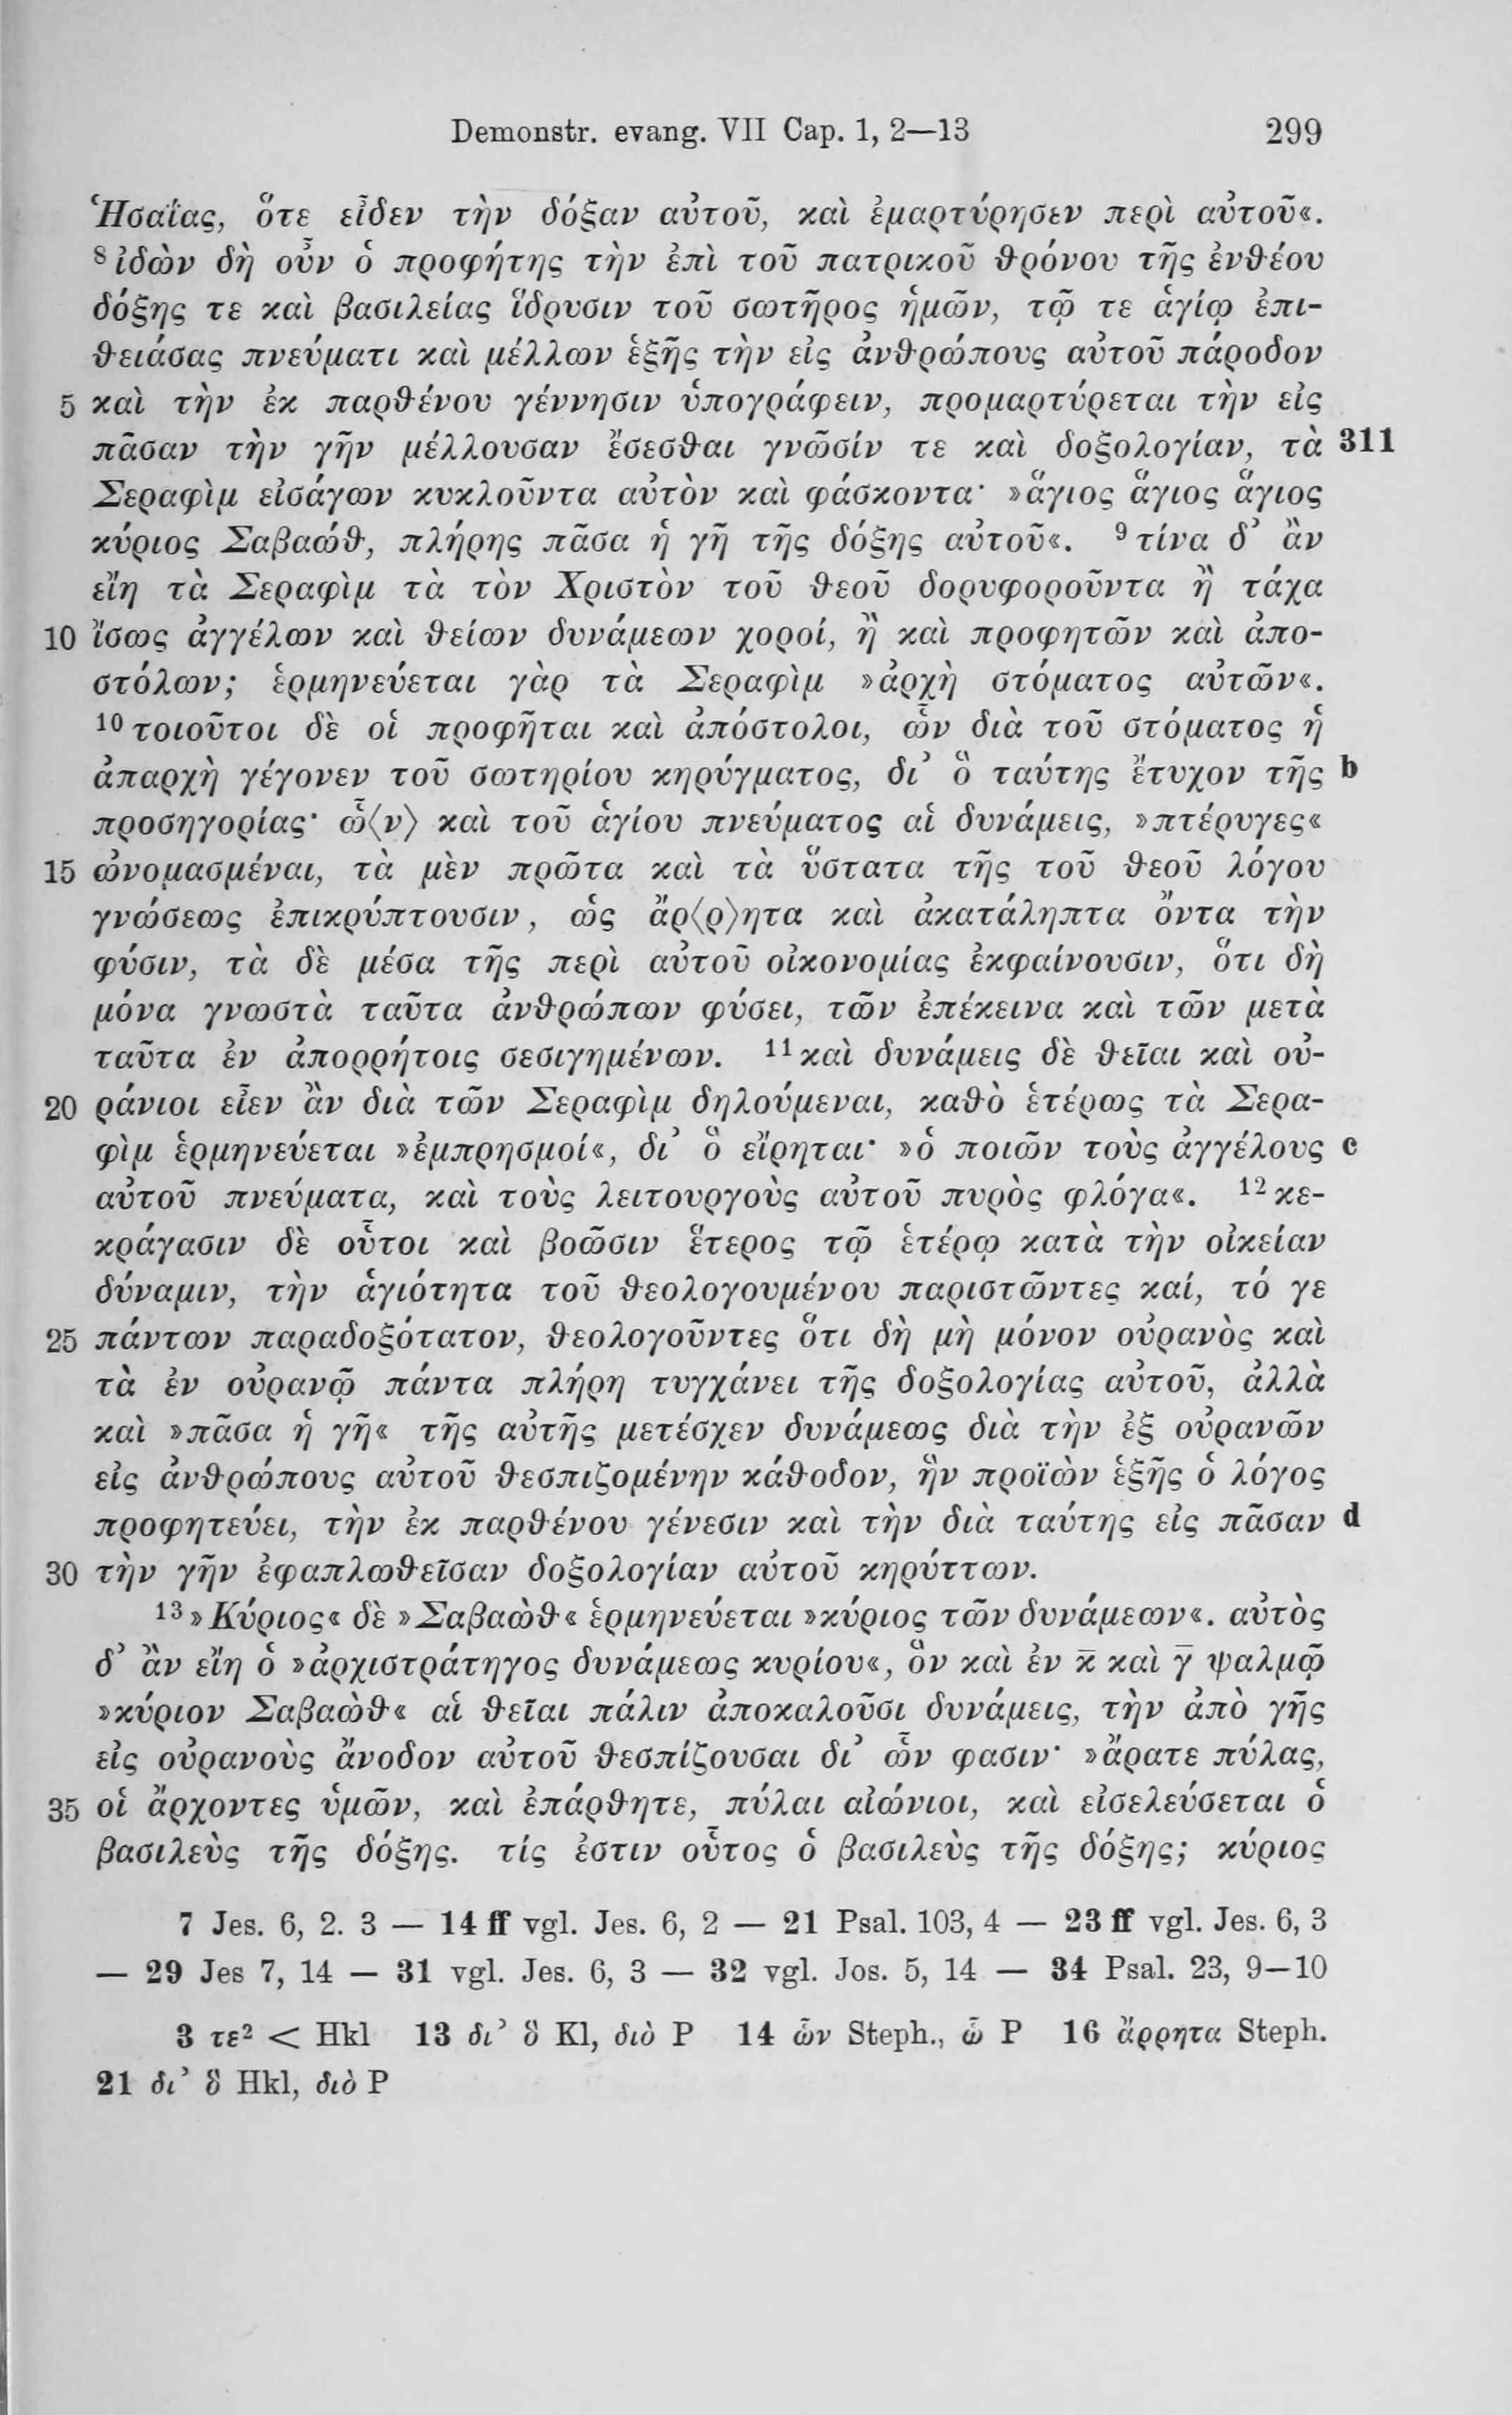 Demonstr. evang. VII Cap. 1, 2—13 299
Ἡσαΐας, ὅτε εἶδεν τὴν δόξαν αὐτοῦ, καὶ ἐμαρτύρησεν περὶ αὐτοῦ«.
⁸ ἰδὼν δὴ οὖν ὁ προφήτης τὴν ἐπὶ τοῦ πατρικοῦ θρόνου τῆς ἐνθέου
δόξης τε καὶ βασιλείας ἵδρυσιν τοῦ σωτῆρος ἡμῶν, τῷ τε ἁγίῳ ἐπι-
θειάσας πνεύματι καὶ μέλλων ἑξῆς τὴν εἰς ἀνθρώπους αὐτοῦ πάροδον
5 καὶ τὴν ἐκ παρθένου γέννησιν ὑπογράφειν, προμαρτύρεται τὴν εἰς
πᾶσαν τὴν γῆν μέλλουσαν ἔσεσθαι γνῶσίν τε καὶ δοξολογίαν, τὰ 311
Σεραφὶμ εἰσάγων κυκλοῦντα αὐτὸν καὶ φάσκοντα· »ἅγιος ἅγιος ἅγιος
κύριος Σαβαώθ, πλήρης πᾶσα ἡ γῆ τῆς δόξης αὐτοῦ«. ⁹ τίνα δ’ ἂν
εἴη τὰ Σεραφὶμ τὰ τὸν Χριστὸν τοῦ θεοῦ δορυφοροῦντα ἢ τάχα
10 ἴσως ἀγγέλων καὶ θείων δυνάμεων χοροί, ἢ καὶ προφητῶν καὶ ἀπο-
στόλων; ἑρμηνεύεται γὰρ τὰ Σεραφὶμ »ἀρχὴ στόματος αὐτῶν«.
¹⁰ τοιοῦτοι δὲ οἱ προφῆται καὶ ἀπόστολοι, ὧν διὰ τοῦ στόματος ἡ
ἀπαρχὴ γέγονεν τοῦ σωτηρίου κηρύγματος, δι’ ὃ ταύτης ἔτυχον τῆς b
προσηγορίας· ὧ⟨ν⟩ καὶ τοῦ ἁγίου πνεύματος αἱ δυνάμεις, »πτέρυγες«
15 ὠνομασμέναι, τὰ μὲν πρῶτα καὶ τὰ ὕστατα τῆς τοῦ θεοῦ λόγου
γνώσεως ἐπικρύπτουσιν, ὡς ἄρ⟨ρ⟩ητα καὶ ἀκατάληπτα ὄντα τὴν
φύσιν, τὰ δὲ μέσα τῆς περὶ αὐτοῦ οἰκονομίας ἐκφαίνουσιν, ὅτι δὴ
μόνα γνωστὰ ταῦτα ἀνθρώπων φύσει, τῶν ἐπέκεινα καὶ τῶν μετὰ
ταῦτα ἐν ἀπορρήτοις σεσιγημένων. ¹¹ καὶ δυνάμεις δὲ θεῖαι καὶ οὐ-
20 ράνιοι εἶεν ἂν διὰ τῶν Σεραφὶμ δηλούμεναι, καθὸ ἑτέρως τὰ Σερα-
φὶμ ἑρμηνεύεται »ἐμπρησμοί«, δι’ ὃ εἴρηται· »ὁ ποιῶν τοὺς ἀγγέλους c
αὐτοῦ πνεύματα, καὶ τοὺς λειτουργοὺς αὐτοῦ πυρὸς φλόγα«. ¹² κε-
κράγασιν δὲ οὗτοι καὶ βοῶσιν ἕτερος τῷ ἑτέρῳ κατὰ τὴν οἰκείαν
δύναμιν, τὴν ἁγιότητα τοῦ θεολογουμένου παριστῶντες καί, τό γε
25 πάντων παραδοξότατον, θεολογοῦντες ὅτι δὴ μὴ μόνον οὐρανὸς καὶ
τὰ ἐν οὐρανῷ πάντα πλήρη τυγχάνει τῆς δοξολογίας αὐτοῦ, ἀλλὰ
καὶ »πᾶσα ἡ γῆ« τῆς αὐτῆς μετέσχεν δυνάμεως διὰ τὴν ἐξ οὐρανῶν
εἰς ἀνθρώπους αὐτοῦ θεσπιζομένην κάθοδον, ἣν προϊὼν ἑξῆς ὁ λόγος
προφητεύει, τὴν ἐκ παρθένου γένεσιν καὶ τὴν διὰ ταύτης εἰς πᾶσαν d
30 τὴν γῆν ἐφαπλωθεῖσαν δοξολογίαν αὐτοῦ κηρύττων.
¹³ »Κύριος« δὲ »Σαβαὼθ« ἑρμηνεύεται »κύριος τῶν δυνάμεων«. αὐτὸς
δ’ ἂν εἴη ὁ »ἀρχιστράτηγος δυνάμεως κυρίου«, ὃν καὶ ἐν κ̅ καὶ γ̅ ψαλμῷ
»κύριον Σαβαὼθ« αἱ θεῖαι πάλιν ἀποκαλοῦσι δυνάμεις, τὴν ἀπὸ γῆς
εἰς οὐρανοὺς ἄνοδον αὐτοῦ θεσπίζουσαι δι’ ὧν φασιν· »ἄρατε πύλας,
35 οἱ ἄρχοντες ὑμῶν, καὶ ἐπάρθητε, πύλαι αἰώνιοι, καὶ εἰσελεύσεται ὁ
βασιλεὺς τῆς δόξης. τίς ἐστιν οὗτος ὁ βασιλεὺς τῆς δόξης; κύριος
7 Jes. 6, 2. 3 — 14 ff vgl. Jes. 6, 2 — 21 Psal. 103, 4 — 23 ff vgl. Jes. 6, 3
— 29 Jes 7, 14 — 31 vgl. Jes. 6, 3 — 32 vgl. Jos. 5, 14 — 34 Psal. 23, 9—10
3 τε² < Hkl 13 δι’ ὃ Kl, διὸ P 14 ὧν Steph., ὦ P 16 ἄρρητα Steph.
21 δι’ ὃ Hkl, διὸ P